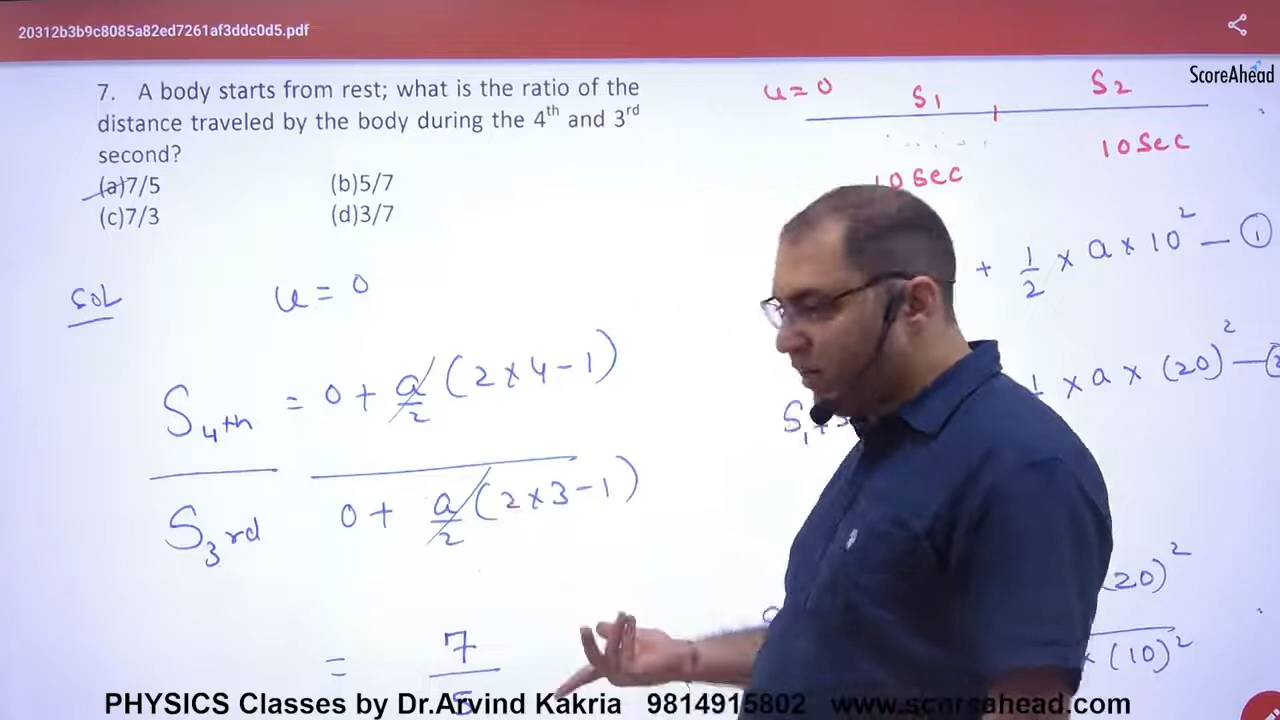 20312b3b9c8085a82ed7261af3ddc0d5.pdf
ScoreAhead
7. A body starts from rest; what is the ratio of the
distance traveled by the body during the 4th and 3rd
second?
(a)7/5 (b)5/7
(c)7/3 (d)3/7
SOL u = 0
S4th = 0 + a/2 (2×4-1)
S3rd 0 + a/2 (2×3-1)
= 7
5
u=0 S1 S2
10 Sec 10 Sec
+ 1/2 × a × 10² — ①
× a × (20)² —
(20)²
(10)²
PHYSICS Classes by Dr.Arvind Kakria 9814915802 www.scoreahead.com